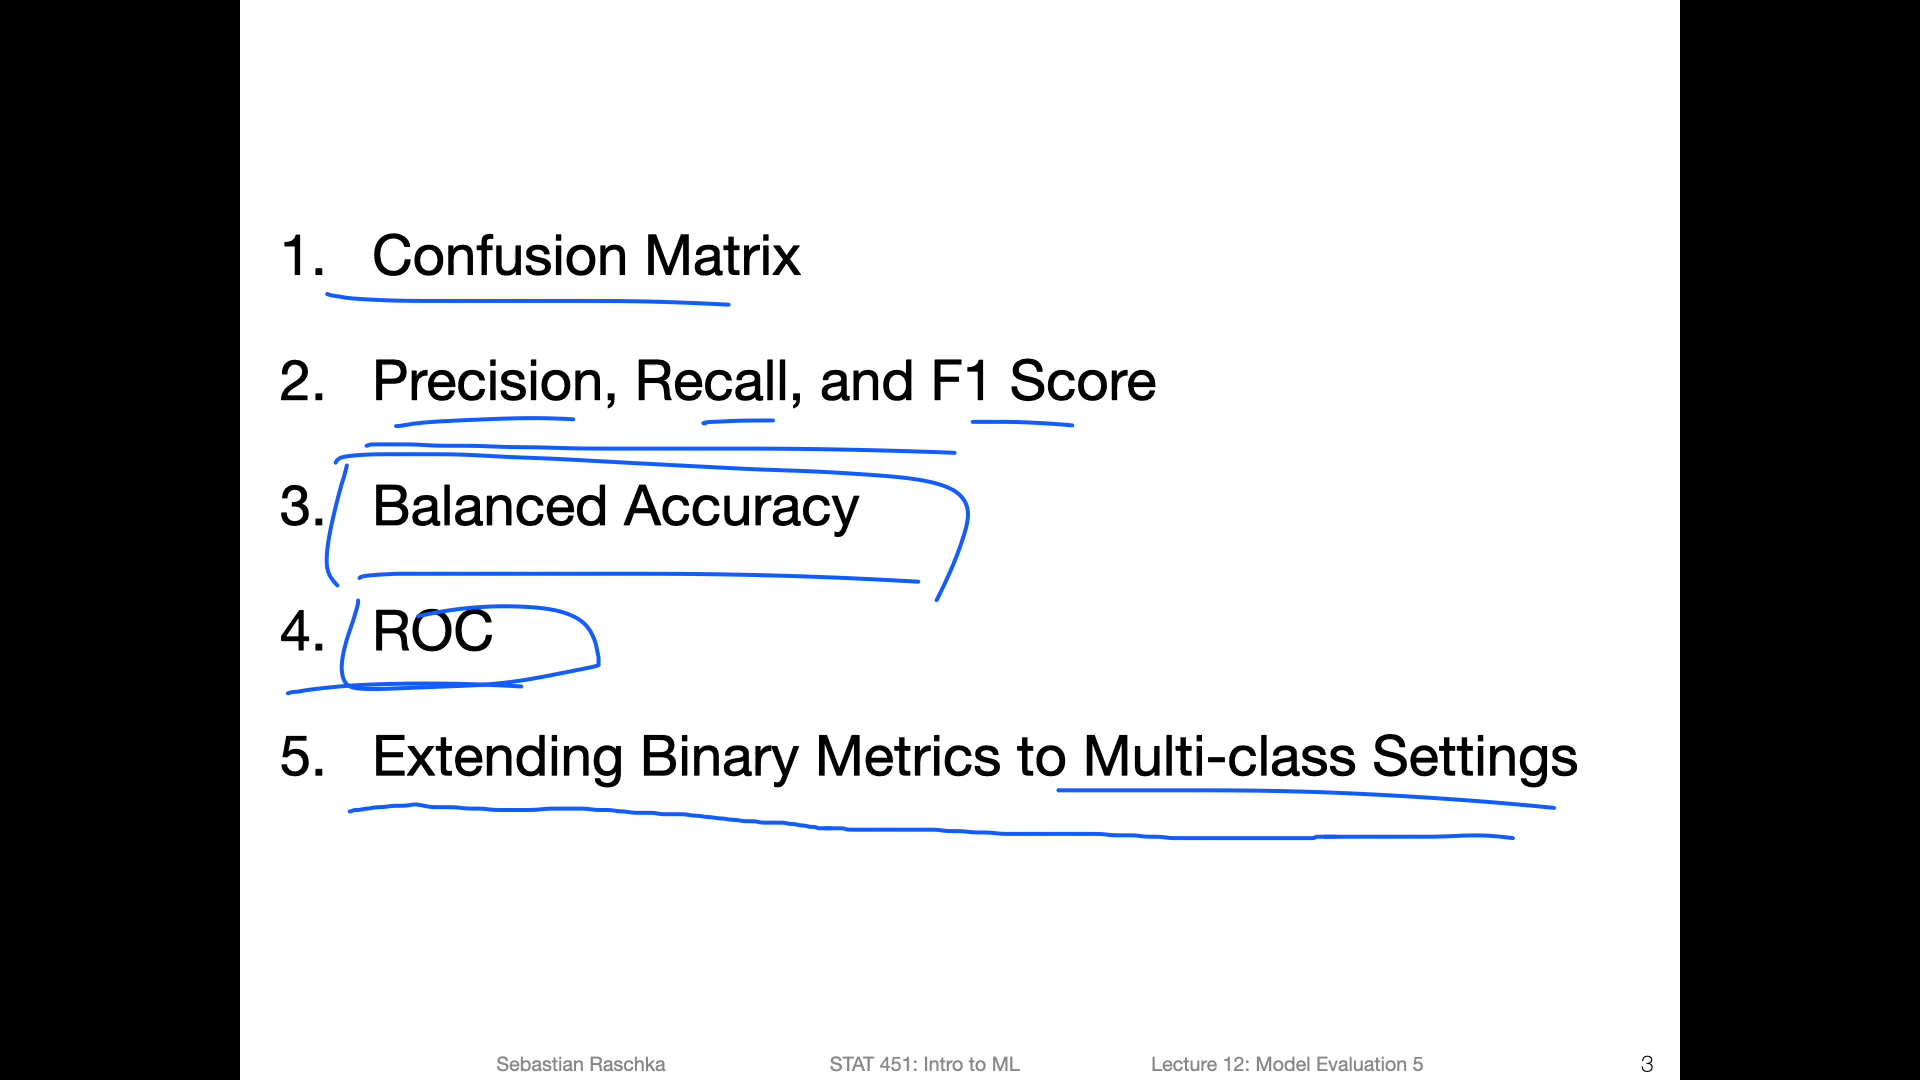 1. Confusion Matrix
2. Precision, Recall, and F1 Score
3. Balanced Accuracy
4. ROC
5. Extending Binary Metrics to Multi-class Settings
Sebastian Raschka STAT 451: Intro to ML Lecture 12: Model Evaluation 5 3